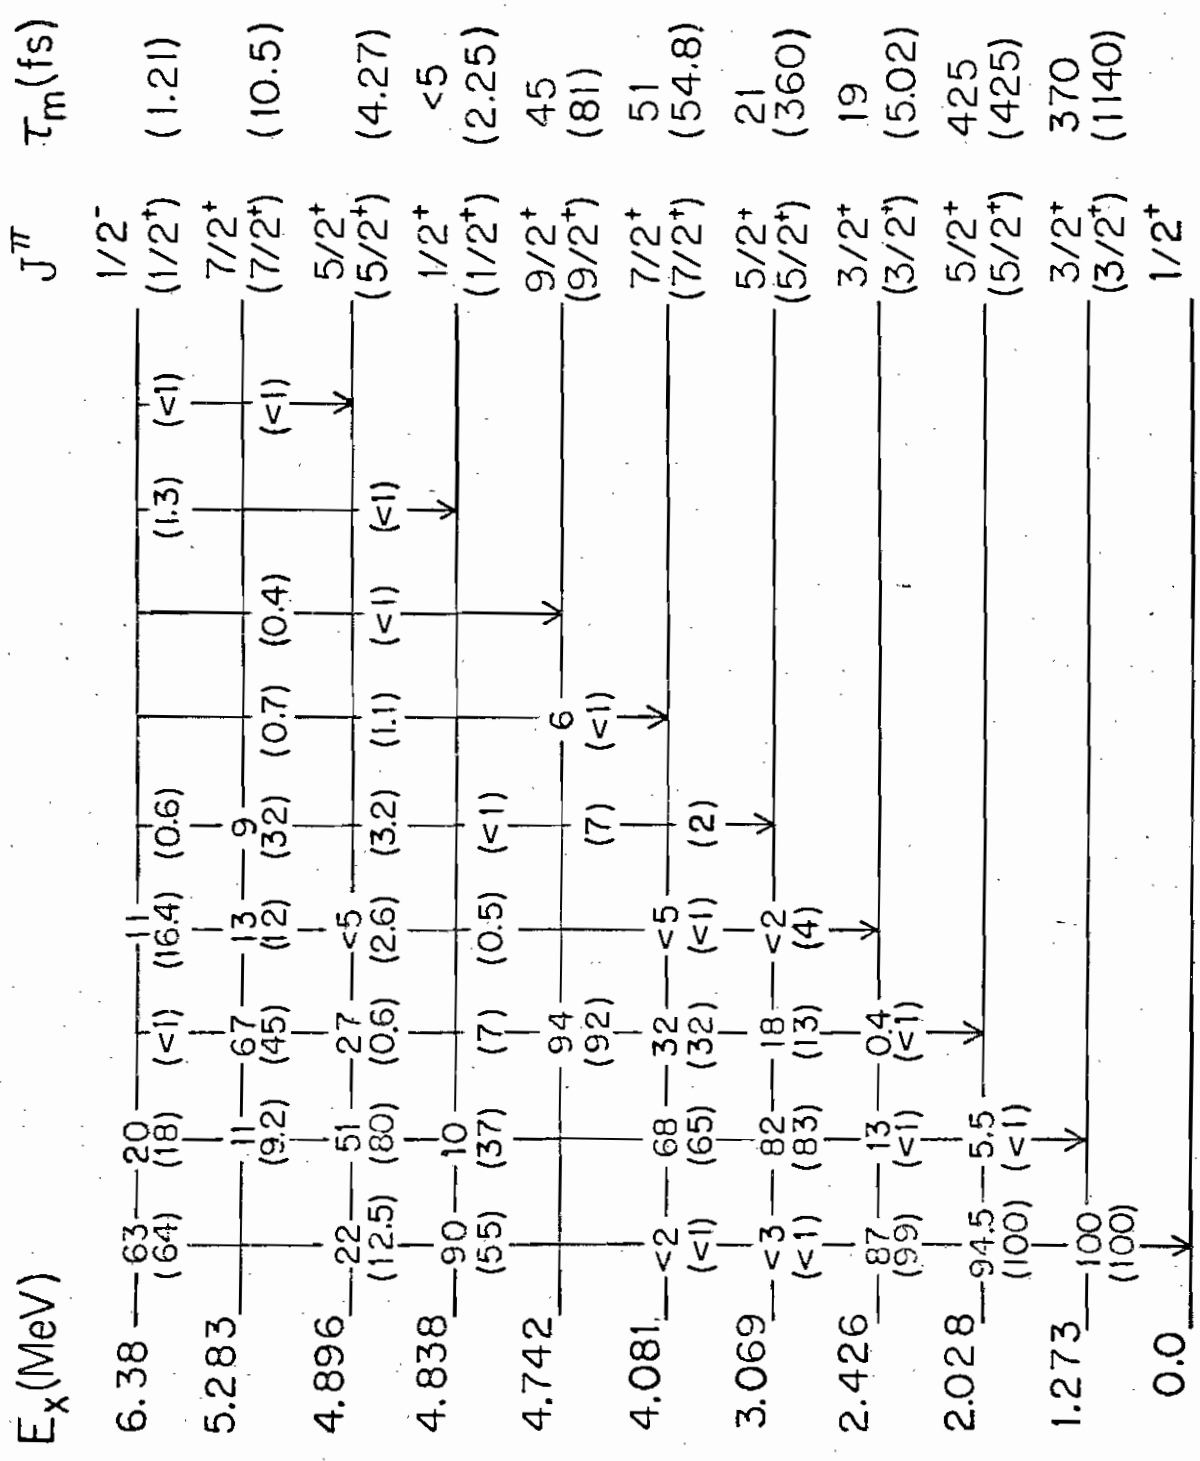 Eₓ(MeV) Jπ τm(fs)
6.38 63 20 11 1/2⁻
(64) (18) (<1) (16.4) (0.6) (1.3) (<1) (1/2⁺) (1.21)
5.283 11 67 13 9 7/2⁺
(9.2) (45) (12) (32) (0.7) (0.4) (<1) (7/2⁺) (10.5)
4.896 22 51 27 <5 5/2⁺
(12.5) (80) (0.6) (2.6) (3.2) (1.1) (<1) (<1) (5/2⁺) (4.27)
4.838 90 10 1/2⁺ <5
(55) (37) (7) (0.5) (<1) (1/2⁺) (2.25)
4.742 94 6 9/2⁺ 45
(92) (7) (<1) (9/2⁺) (81)
4.081 <2 68 32 <5 7/2⁺ 51
(<1) (65) (32) (<1) (2) (7/2⁺) (54.8)
3.069 <3 82 18 <2 5/2⁺ 21
(<1) (83) (13) (4) (5/2⁺) (360)
2.426 87 13 0.4 3/2⁺ 19
(99) (<1) (<1) (3/2⁺) (5.02)
2.028 94.5 5.5 5/2⁺ 425
(100) (<1) (5/2⁺) (425)
1.273 100 3/2⁺ 370
(100) (3/2⁺) (1140)
0.0 1/2⁺